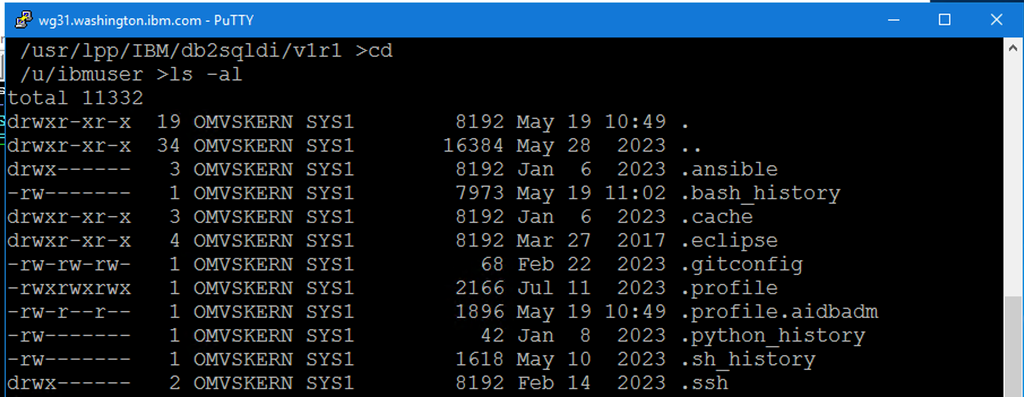 wg31.washington.ibm.com - PuTTY
/usr/lpp/IBM/db2sqldi/v1r1 >cd
/u/ibmuser >ls -al
total 11332
drwxr-xr-x  19 OMVSKERN SYS1        8192 May 19 10:49 .
drwxr-xr-x  34 OMVSKERN SYS1       16384 May 28  2023 ..
drwx------   3 OMVSKERN SYS1        8192 Jan  6  2023 .ansible
-rw-------   1 OMVSKERN SYS1        7973 May 19 11:02 .bash_history
drwxr-xr-x   3 OMVSKERN SYS1        8192 Jan  6  2023 .cache
drwxr-xr-x   4 OMVSKERN SYS1        8192 Mar 27  2017 .eclipse
-rw-rw-rw-   1 OMVSKERN SYS1          68 Feb 22  2023 .gitconfig
-rwxrwxrwx   1 OMVSKERN SYS1        2166 Jul 11  2023 .profile
-rw-r--r--   1 OMVSKERN SYS1        1896 May 19 10:49 .profile.aidbadm
-rw-------   1 OMVSKERN SYS1          42 Jan  8  2023 .python_history
-rw-------   1 OMVSKERN SYS1        1618 May 10  2023 .sh_history
drwx------   2 OMVSKERN SYS1        8192 Feb 14  2023 .ssh